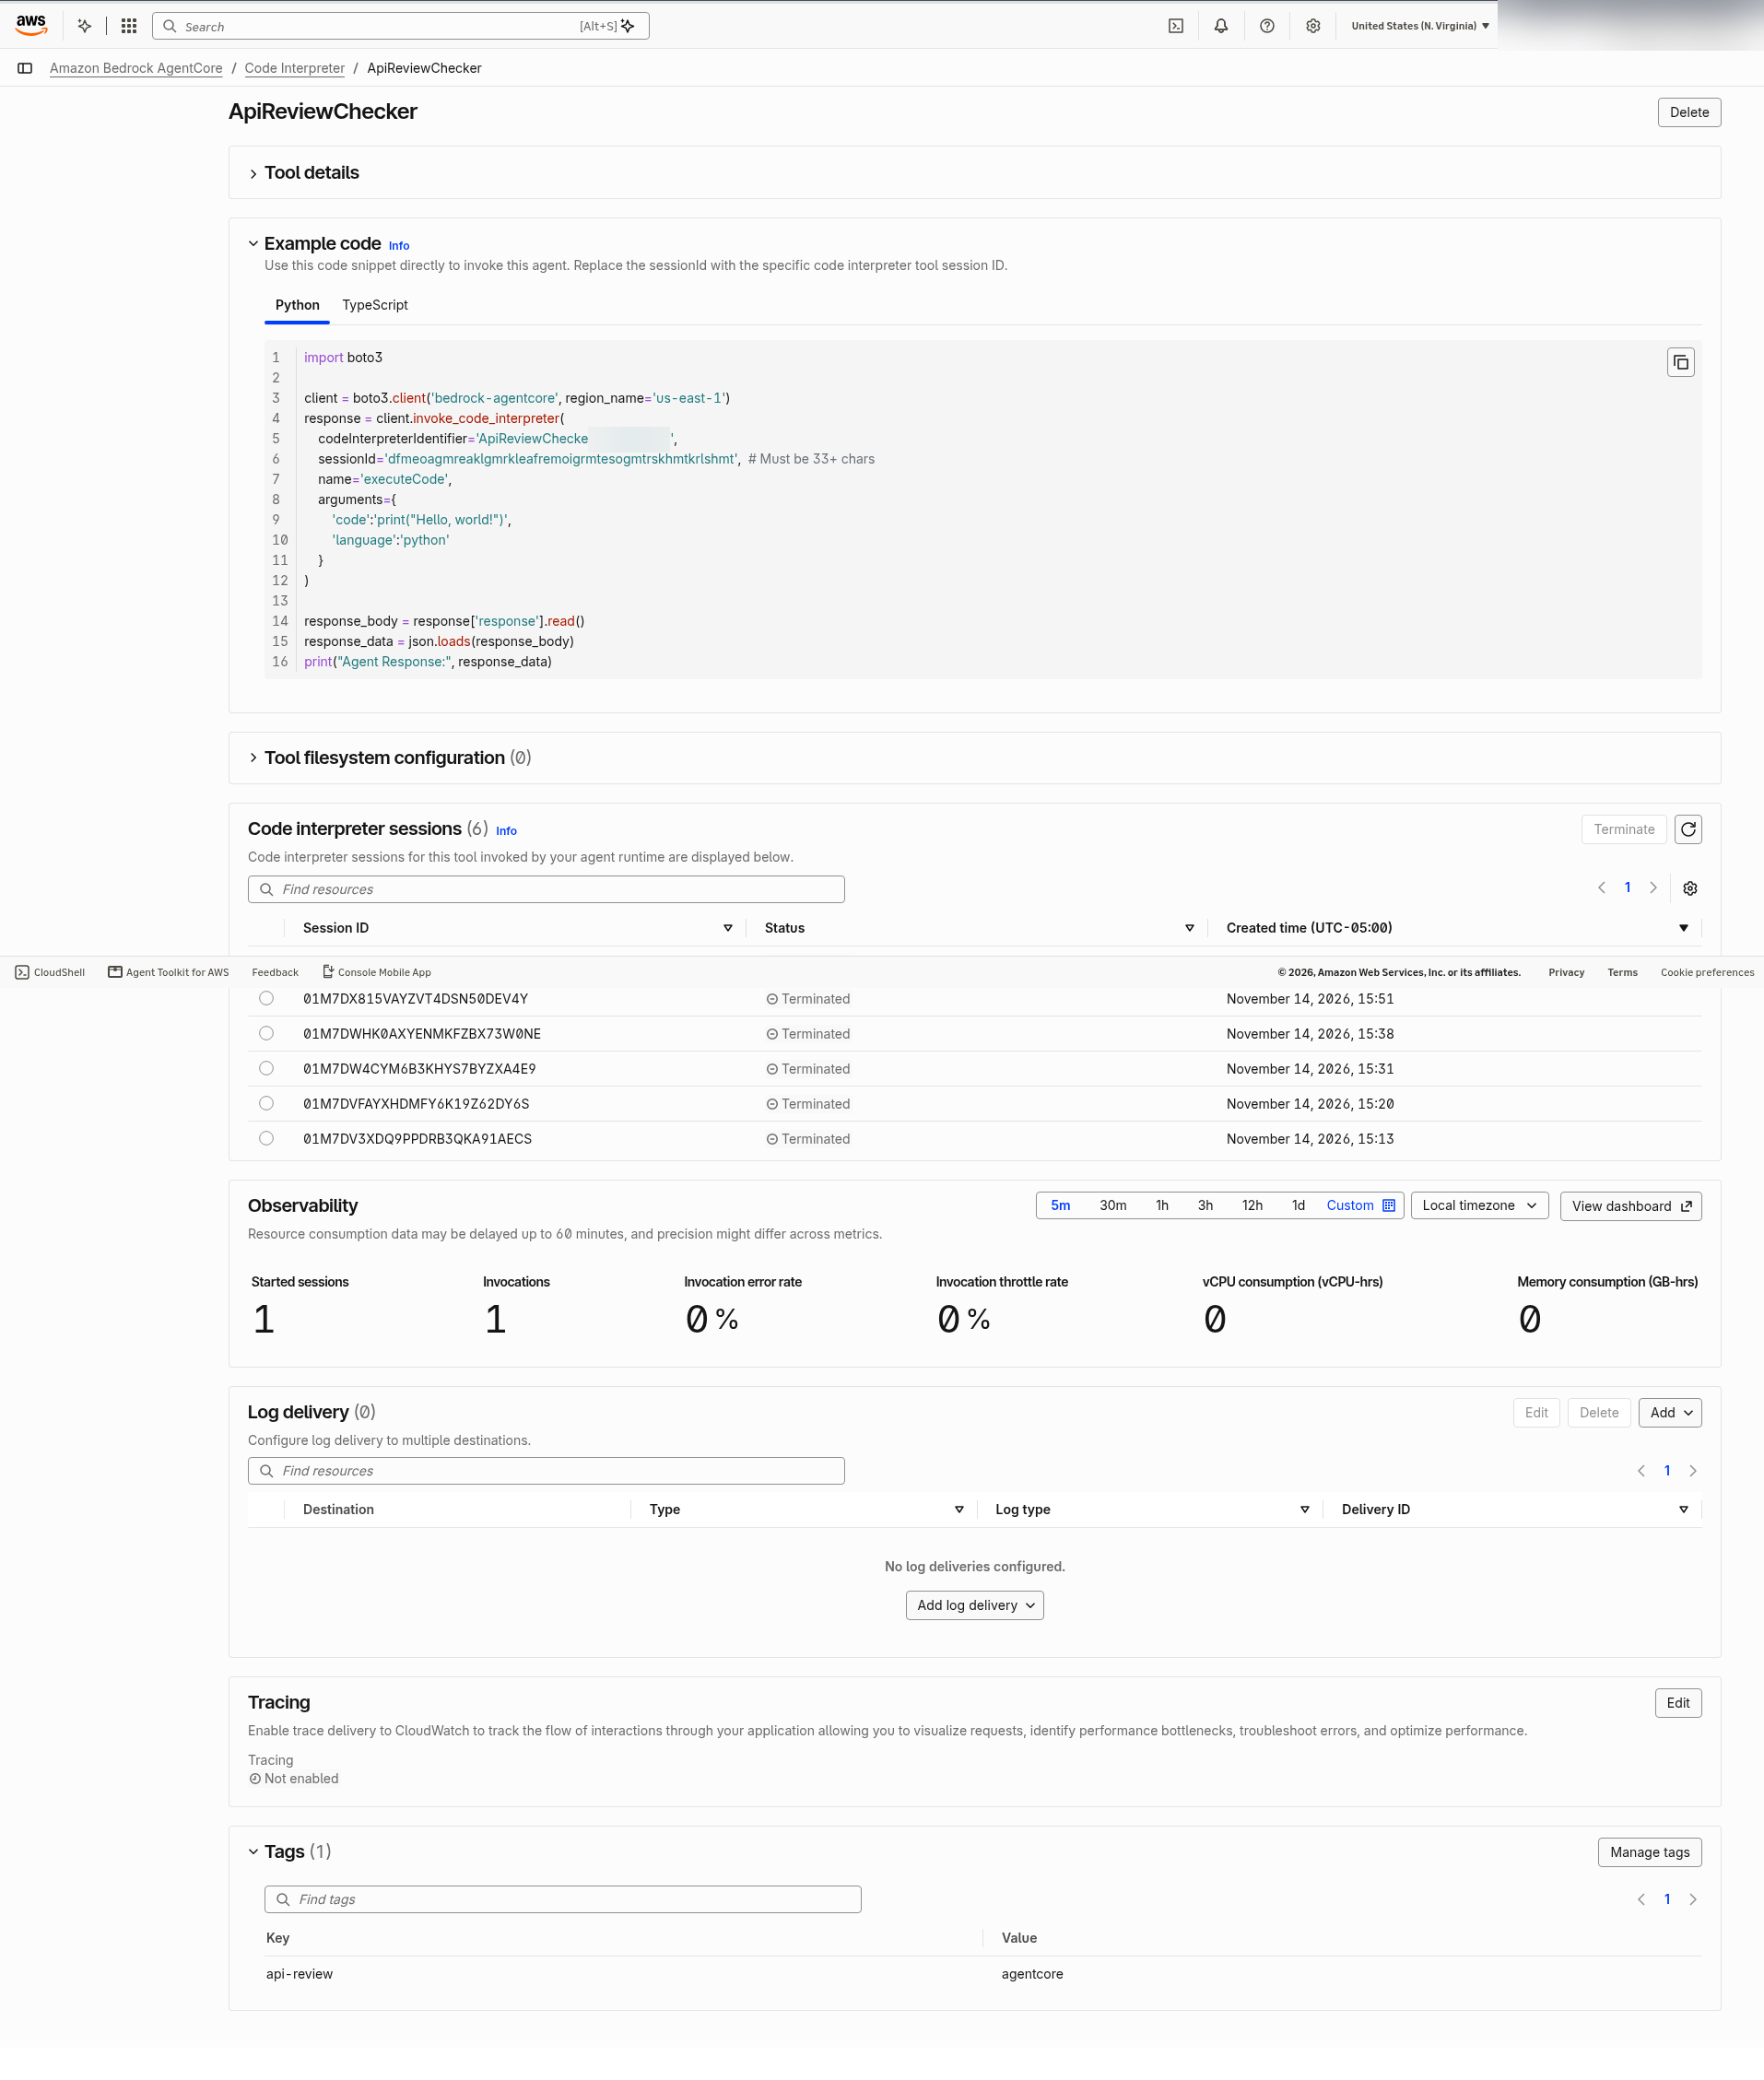 aws
Search [Alt+S]
United States (N. Virginia)
Amazon Bedrock AgentCore / Code Interpreter / ApiReviewChecker
ApiReviewChecker
Delete
Tool details
Example code Info
Use this code snippet directly to invoke this agent. Replace the sessionId with the specific code interpreter tool session ID.
Python TypeScript
1 import boto3
2
3 client = boto3.client('bedrock-agentcore', region_name='us-east-1')
4 response = client.invoke_code_interpreter(
5 codeInterpreterIdentifier='ApiReviewChecke ',
6 sessionId='dfmeoagmreaklgmrkleafremoigrmtesogmtrskhmtkrlshmt', # Must be 33+ chars
7 name='executeCode',
8 arguments={
9 'code':'print("Hello, world!")',
10 'language':'python'
11 }
12 )
13
14 response_body = response['response'].read()
15 response_data = json.loads(response_body)
16 print("Agent Response:", response_data)
Tool filesystem configuration (0)
Code interpreter sessions (6) Info
Terminate
Code interpreter sessions for this tool invoked by your agent runtime are displayed below.
Find resources
1
Session ID Status Created time (UTC-05:00)
CloudShell Agent Toolkit for AWS Feedback Console Mobile App © 2026, Amazon Web Services, Inc. or its affiliates. Privacy Terms Cookie preferences
01M7DX815VAYZVT4DSN50DEV4Y Terminated November 14, 2026, 15:51
01M7DWHK0AXYENMKFZBX73W0NE Terminated November 14, 2026, 15:38
01M7DW4CYM6B3KHYS7BYZXA4E9 Terminated November 14, 2026, 15:31
01M7DVFAYXHDMFY6K19Z62DY6S Terminated November 14, 2026, 15:20
01M7DV3XDQ9PPDRB3QKA91AECS Terminated November 14, 2026, 15:13
Observability
5m 30m 1h 3h 12h 1d Custom Local timezone View dashboard
Resource consumption data may be delayed up to 60 minutes, and precision might differ across metrics.
Started sessions Invocations Invocation error rate Invocation throttle rate vCPU consumption (vCPU-hrs) Memory consumption (GB-hrs)
1 1 0 % 0 % 0 0
Log delivery (0)
Edit Delete Add
Configure log delivery to multiple destinations.
Find resources
1
Destination Type Log type Delivery ID
No log deliveries configured.
Add log delivery
Tracing
Edit
Enable trace delivery to CloudWatch to track the flow of interactions through your application allowing you to visualize requests, identify performance bottlenecks, troubleshoot errors, and optimize performance.
Tracing
Not enabled
Tags (1)
Manage tags
Find tags
1
Key Value
api-review agentcore